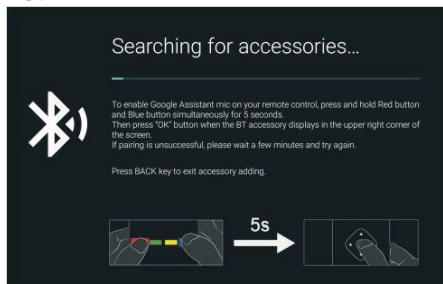 Searching for accessories...
To enable Google Assistant mic on your remote control, press and hold Red button
and Blue button simultaneously for 5 seconds.
Then press "OK" button when the BT accessory displays in the upper right corner of
the screen.
If pairing is unsuccessful, please wait a few minutes and try again.
Press BACK key to exit accessory adding.
5s